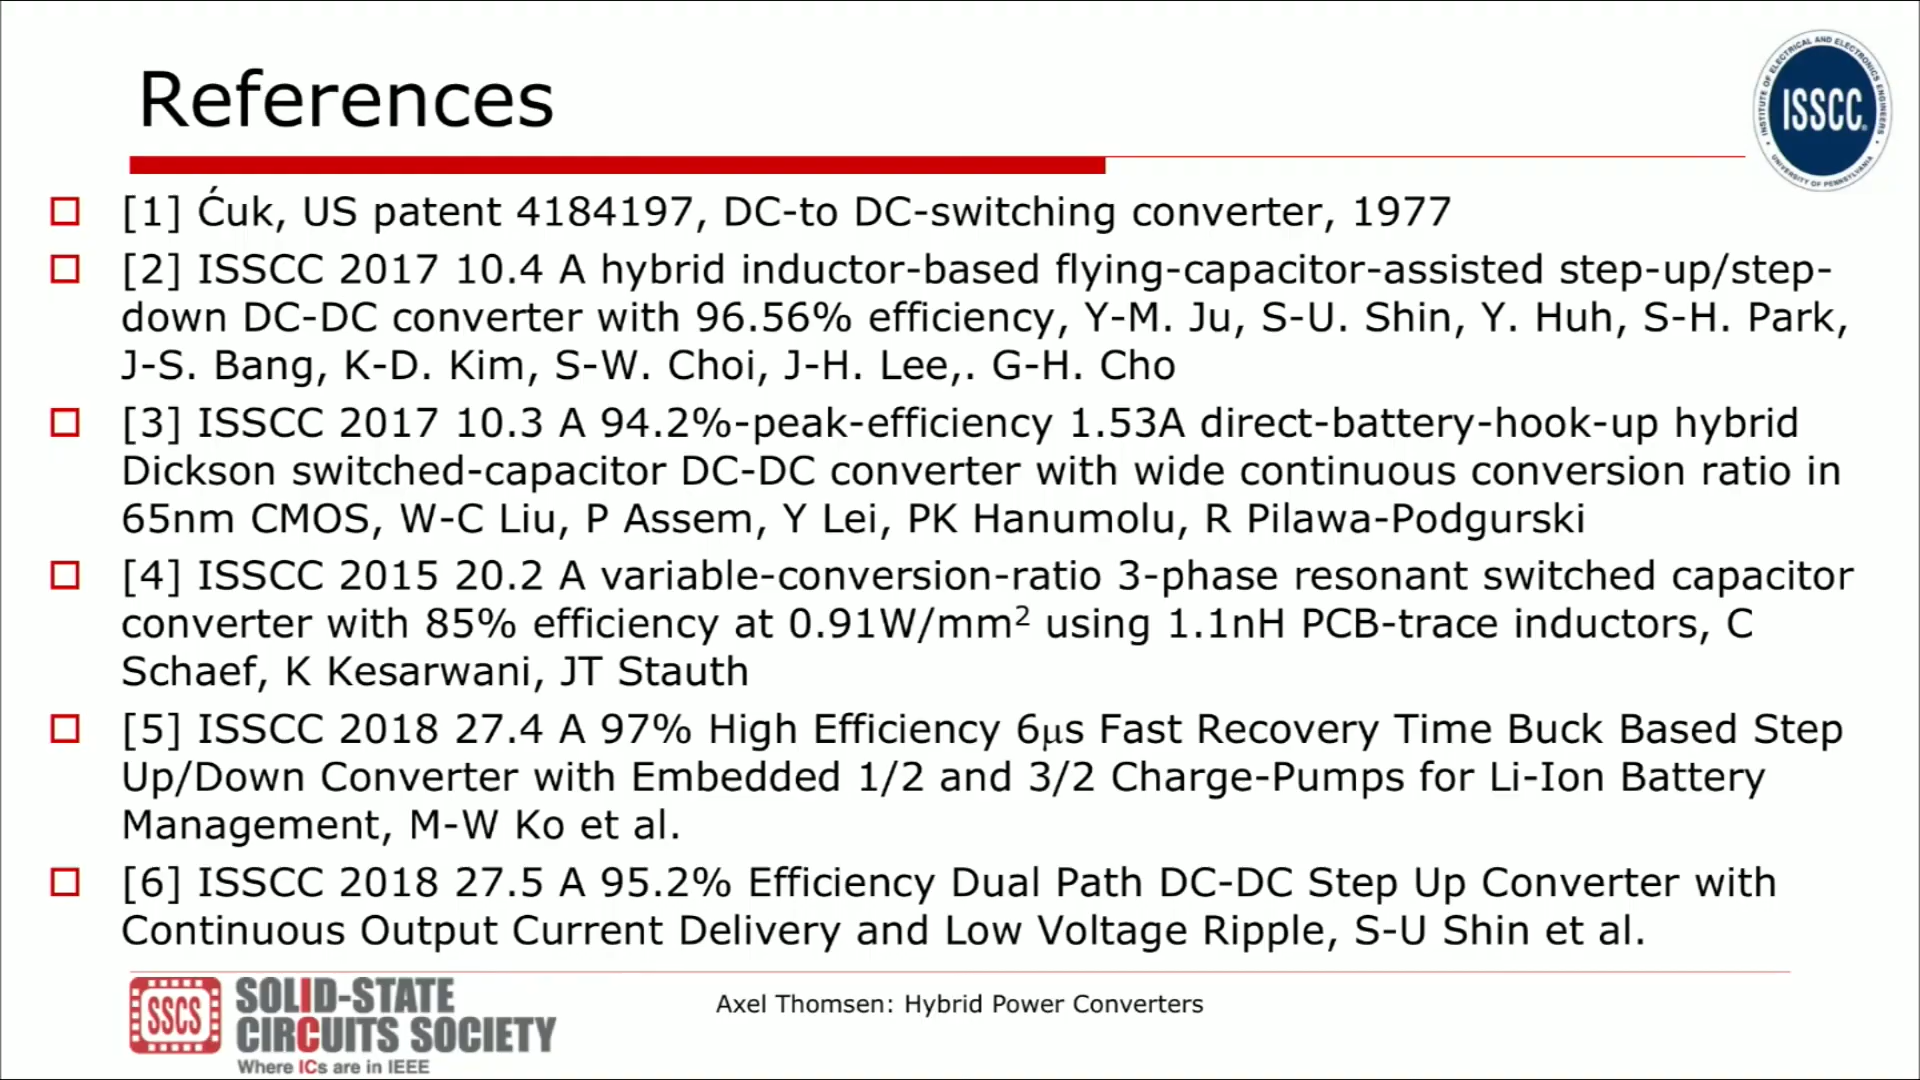 References
INSTITUTE OF ELECTRICAL AND ELECTRONICS ENGINEERS
ISSCC
UNIVERSITY OF PENNSYLVANIA
[1] Ćuk, US patent 4184197, DC-to DC-switching converter, 1977
[2] ISSCC 2017 10.4 A hybrid inductor-based flying-capacitor-assisted step-up/step-
down DC-DC converter with 96.56% efficiency, Y-M. Ju, S-U. Shin, Y. Huh, S-H. Park,
J-S. Bang, K-D. Kim, S-W. Choi, J-H. Lee,. G-H. Cho
[3] ISSCC 2017 10.3 A 94.2%-peak-efficiency 1.53A direct-battery-hook-up hybrid
Dickson switched-capacitor DC-DC converter with wide continuous conversion ratio in
65nm CMOS, W-C Liu, P Assem, Y Lei, PK Hanumolu, R Pilawa-Podgurski
[4] ISSCC 2015 20.2 A variable-conversion-ratio 3-phase resonant switched capacitor
converter with 85% efficiency at 0.91W/mm² using 1.1nH PCB-trace inductors, C
Schaef, K Kesarwani, JT Stauth
[5] ISSCC 2018 27.4 A 97% High Efficiency 6μs Fast Recovery Time Buck Based Step
Up/Down Converter with Embedded 1/2 and 3/2 Charge-Pumps for Li-Ion Battery
Management, M-W Ko et al.
[6] ISSCC 2018 27.5 A 95.2% Efficiency Dual Path DC-DC Step Up Converter with
Continuous Output Current Delivery and Low Voltage Ripple, S-U Shin et al.
SSCS
SOLID-STATE
CIRCUITS SOCIETY
Where ICs are in IEEE
Axel Thomsen: Hybrid Power Converters